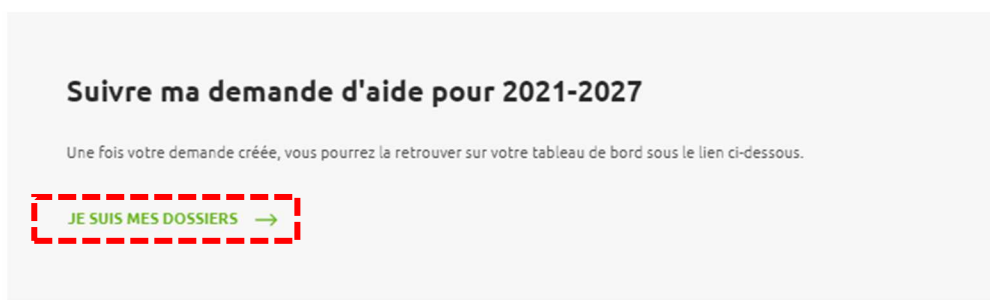 Suivre ma demande d'aide pour 2021-2027
Une fois votre demande créée, vous pourrez la retrouver sur votre tableau de bord sous le lien ci-dessous.
JE SUIS MES DOSSIERS →